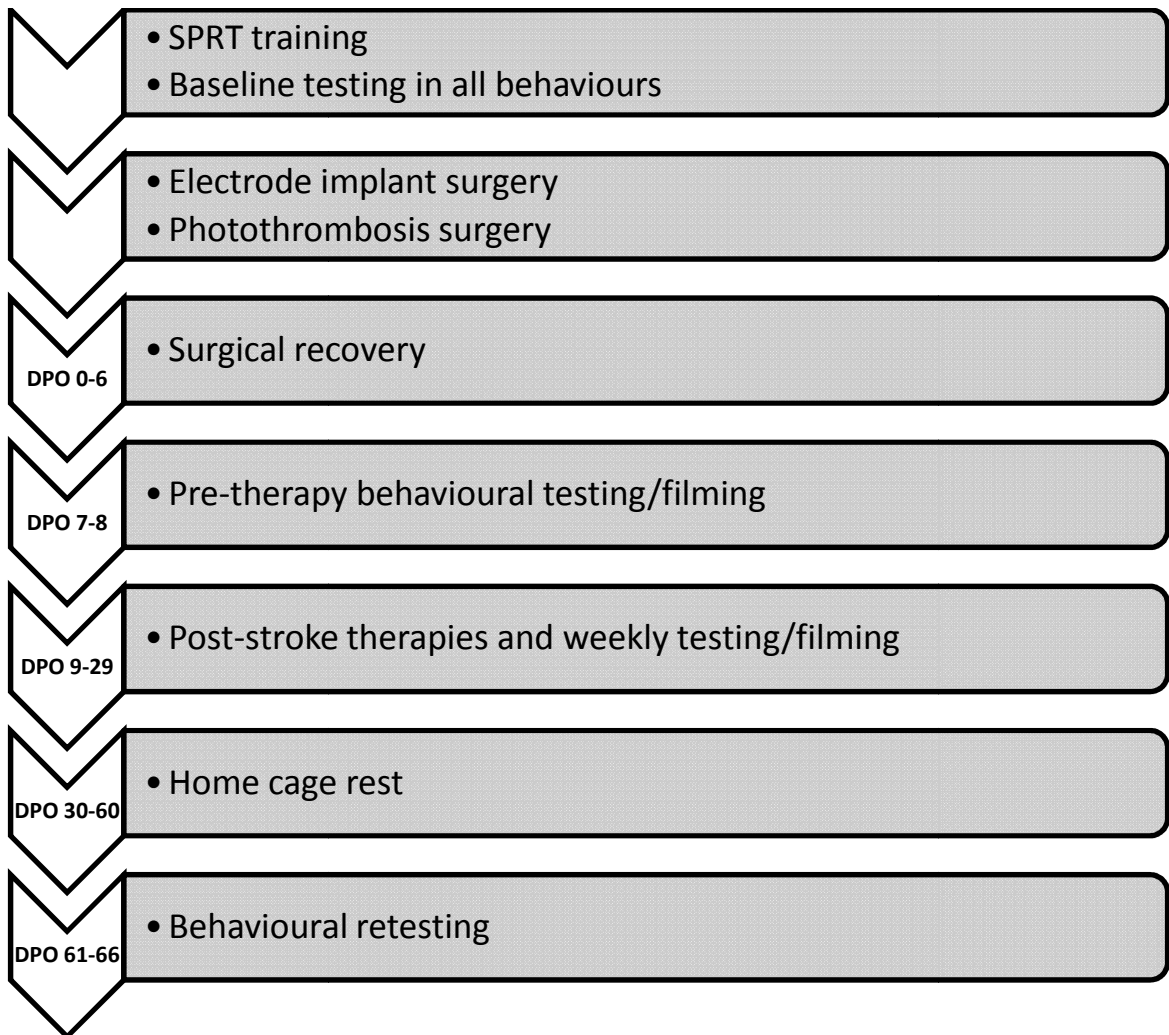 • SPRT training
• Baseline testing in all behaviours
• Electrode implant surgery
• Photothrombosis surgery
DPO 0-6
• Surgical recovery
DPO 7-8
• Pre-therapy behavioural testing/filming
DPO 9-29
• Post-stroke therapies and weekly testing/filming
DPO 30-60
• Home cage rest
DPO 61-66
• Behavioural retesting